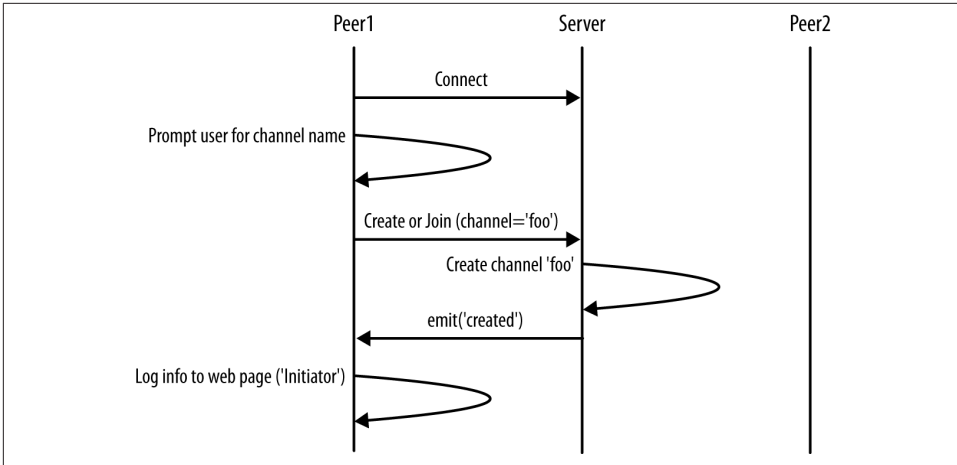 Peer1
Server
Peer2
Connect
Prompt user for channel name
Create or Join (channel='foo')
Create channel 'foo'
emit('created')
Log info to web page ('Initiator')